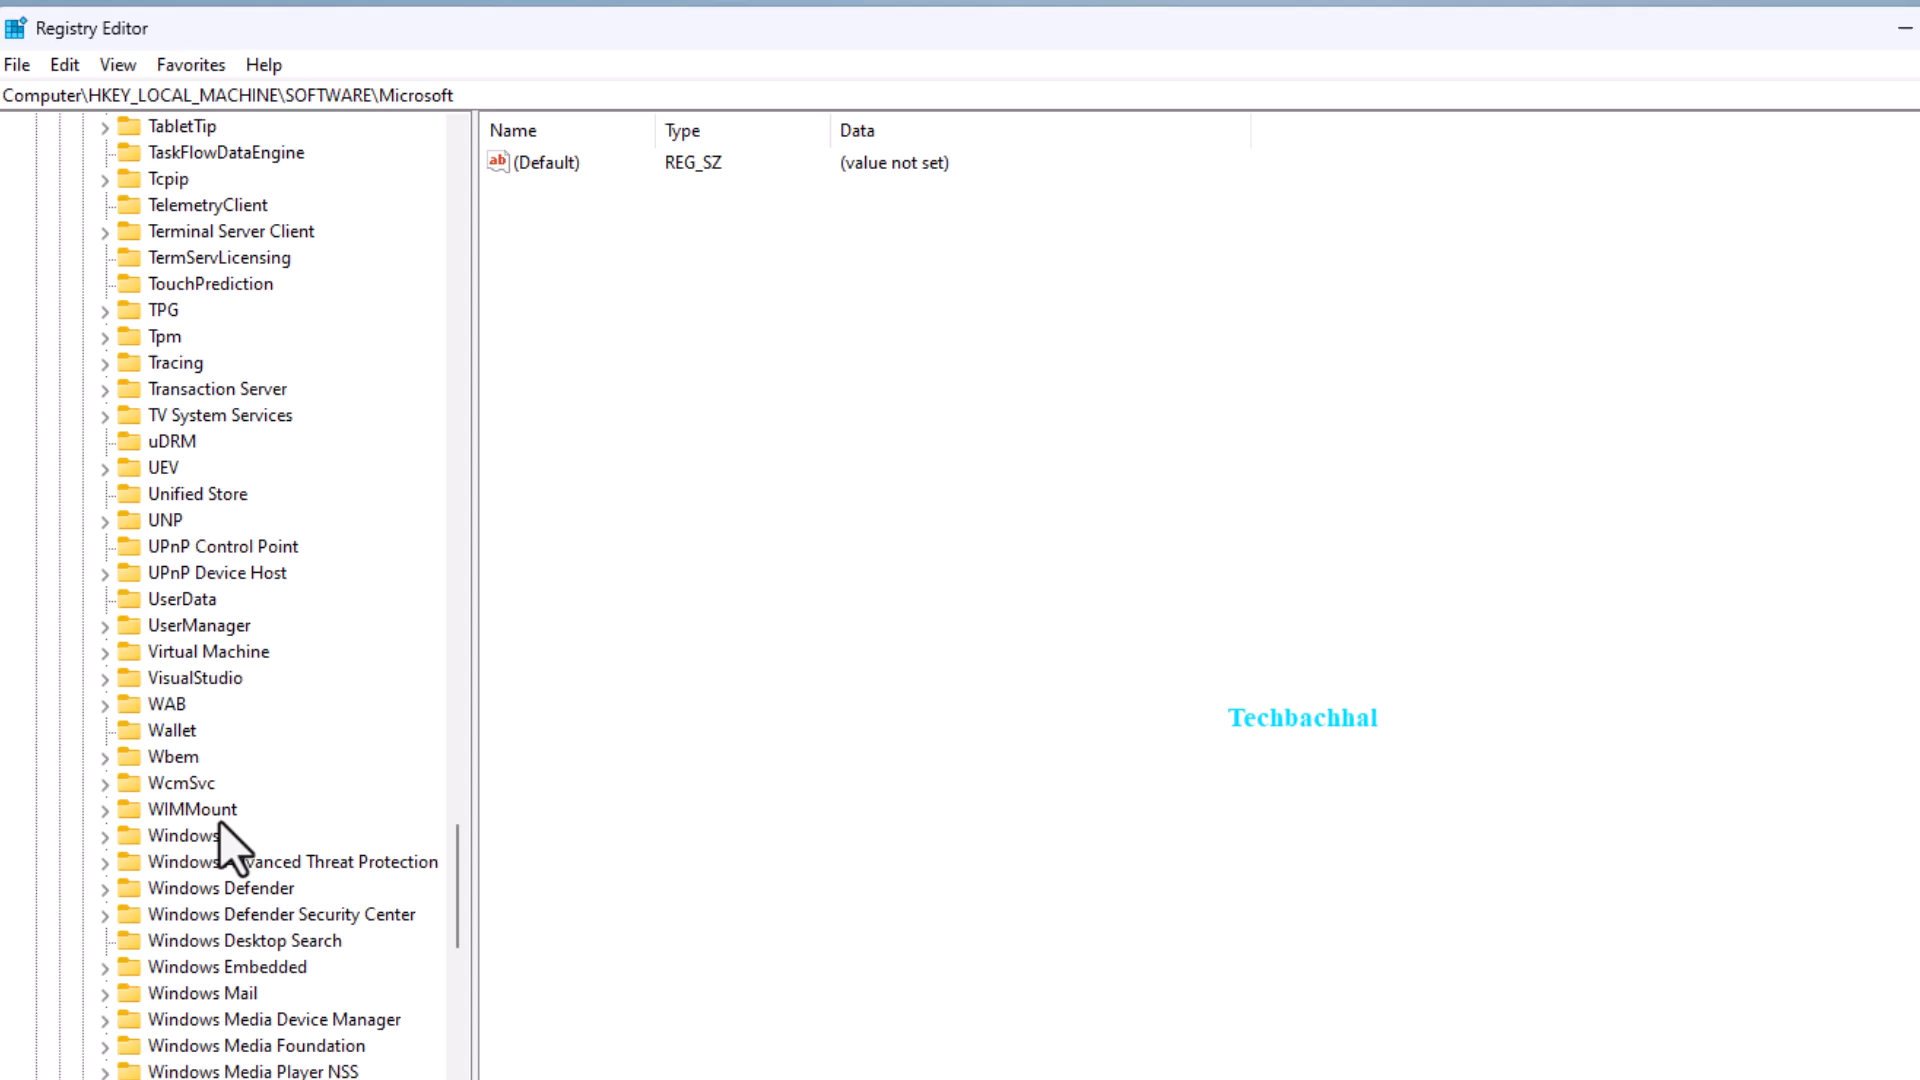 Registry Editor
File Edit View Favorites Help
Computer\HKEY_LOCAL_MACHINE\SOFTWARE\Microsoft
Name Type Data
(Default) REG_SZ (value not set)
TabletTip
TaskFlowDataEngine
Tcpip
TelemetryClient
Terminal Server Client
TermServLicensing
TouchPrediction
TPG
Tpm
Tracing
Transaction Server
TV System Services
uDRM
UEV
Unified Store
UNP
UPnP Control Point
UPnP Device Host
UserData
UserManager
Virtual Machine
VisualStudio
WAB
Wallet
Wbem
WcmSvc
WIMMount
Windows
Windows Advanced Threat Protection
Windows Defender
Windows Defender Security Center
Windows Desktop Search
Windows Embedded
Windows Mail
Windows Media Device Manager
Windows Media Foundation
Windows Media Player NSS
Techbachhal